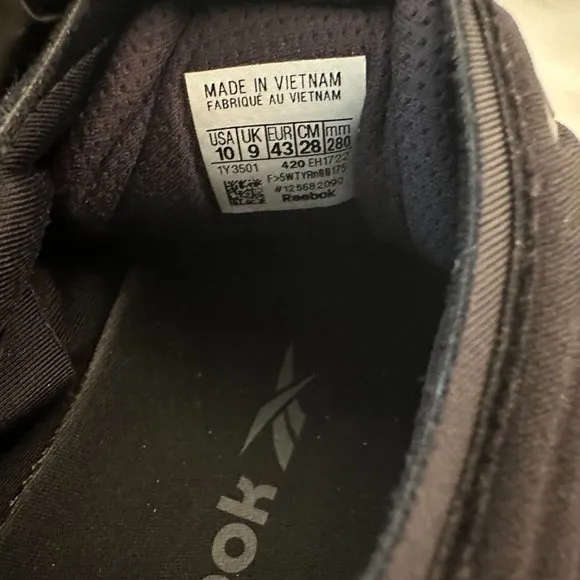 MADE IN VIETNAM
FABRIQUÉ AU VIETNAM
USA UK EUR CM mm
10 9 43 28 280
1Y3501 420 EH1722
#125682090
Reebok
ok